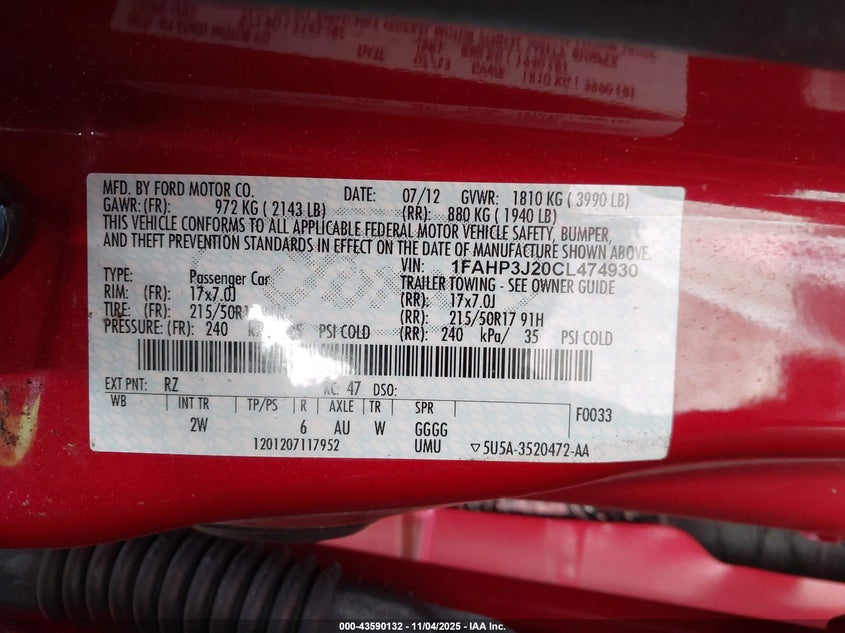 MFD. BY FORD MOTOR CO. DATE: 07/12 GVWR: 1810 KG ( 3990 LB)
GAWR: (FR): 972 KG ( 2143 LB) (RR): 880 KG ( 1940 LB)
THIS VEHICLE CONFORMS TO ALL APPLICABLE FEDERAL MOTOR VEHICLE SAFETY, BUMPER,
AND THEFT PREVENTION STANDARDS IN EFFECT ON THE DATE OF MANUFACTURE SHOWN ABOVE.
VIN: 1FAHP3J20CL474930
TYPE: Passenger Car TRAILER TOWING - SEE OWNER GUIDE
RIM: (FR): 17x7.0J (RR): 17x7.0J
TIRE: (FR): 215/50R1 (RR): 215/50R17 91H
PRESSURE: (FR): 240 PSI COLD (RR): 240 kPa/ 35 PSI COLD
EXT PNT: RZ RC: 47 DSO:
WB INT TR TP/PS R AXLE TR SPR F0033
2W 6 AU W GGGG
1201207117952 UMU ▽5U5A-3520472-AA
000-43590132 - 11/04/2025 - IAA Inc.